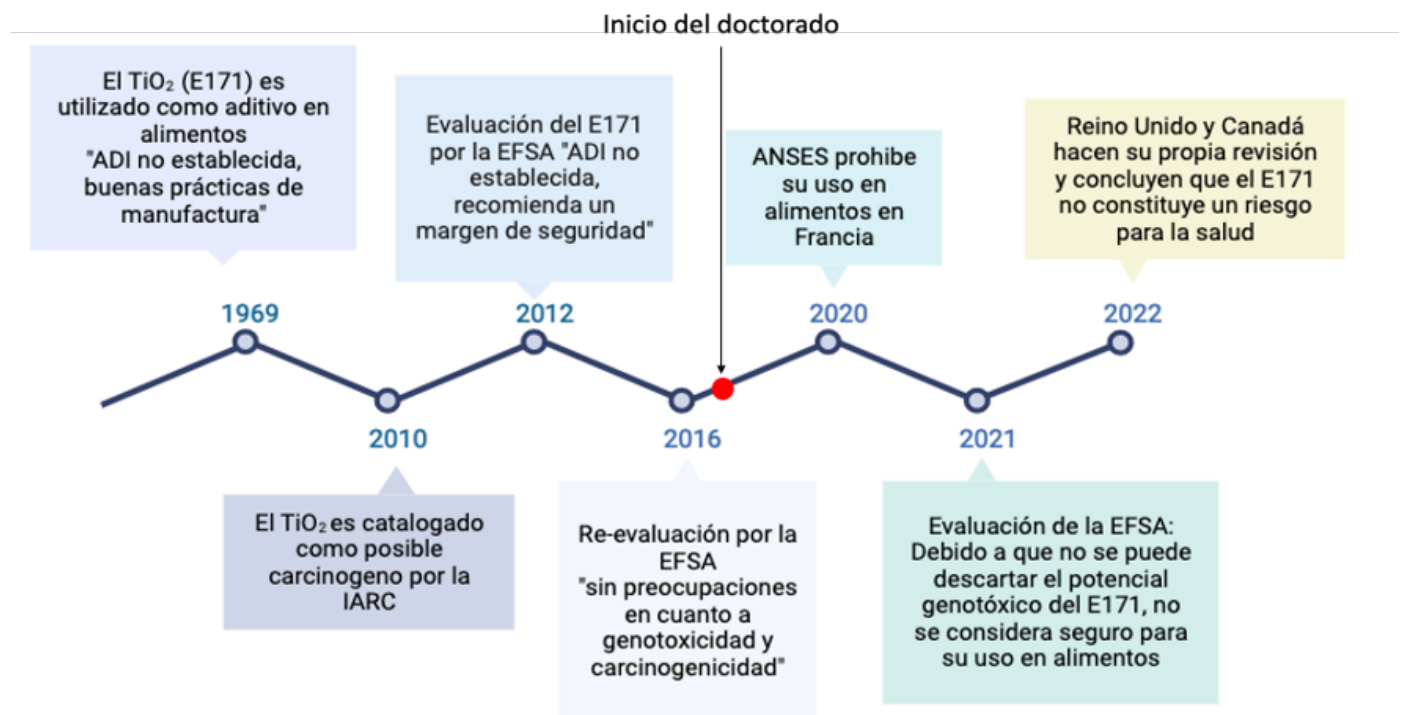 Inicio del doctorado
El TiO₂ (E171) es
utilizado como aditivo en
alimentos
"ADI no establecida,
buenas prácticas de
manufactura"
1969
El TiO₂ es catalogado
como posible
carcinogeno por la
IARC
2010
Evaluación del E171
por la EFSA "ADI no
establecida,
recomienda un
margen de seguridad"
2012
Re-evaluación por la
EFSA
"sin preocupaciones
en cuanto a
genotoxicidad y
carcinogenicidad"
2016
ANSES prohibe
su uso en
alimentos en
Francia
2020
Evaluación de la EFSA:
Debido a que no se puede
descartar el potencial
genotóxico del E171, no
se considera seguro para
su uso en alimentos
2021
Reino Unido y Canadá
hacen su propia revisión
y concluyen que el E171
no constituye un riesgo
para la salud
2022